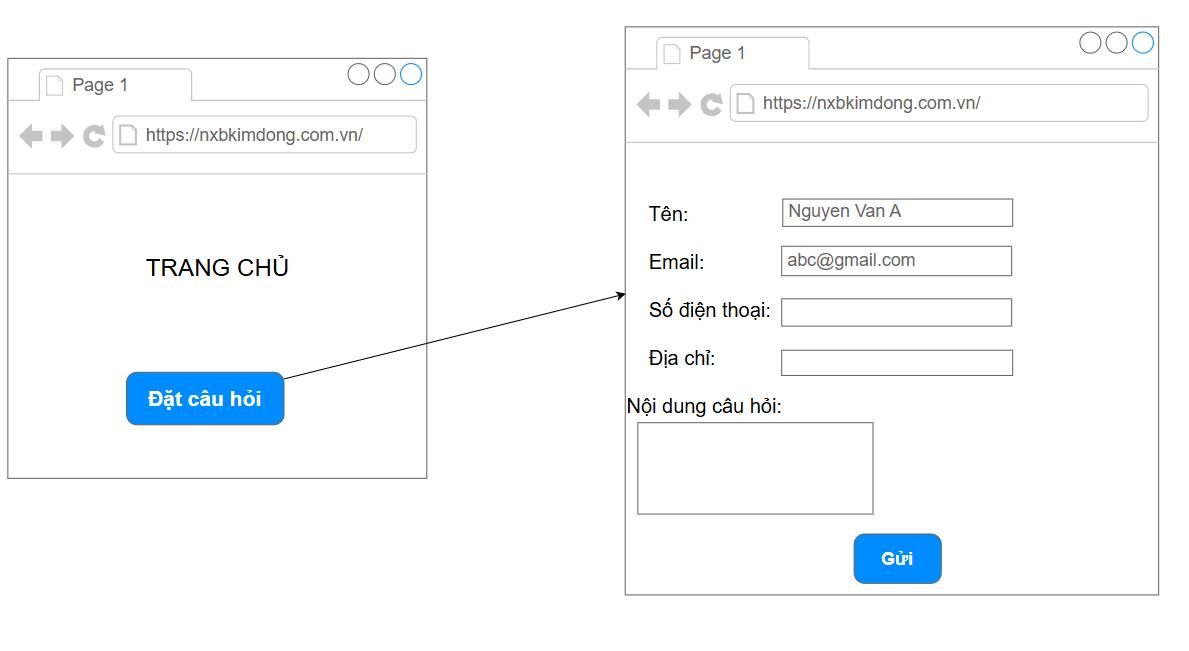 Page 1
https://nxbkimdong.com.vn/
TRANG CHỦ
Đặt câu hỏi
Page 1
https://nxbkimdong.com.vn/
Tên:
Nguyen Van A
Email:
abc@gmail.com
Số điện thoại:
Địa chỉ:
Nội dung câu hỏi:
Gửi